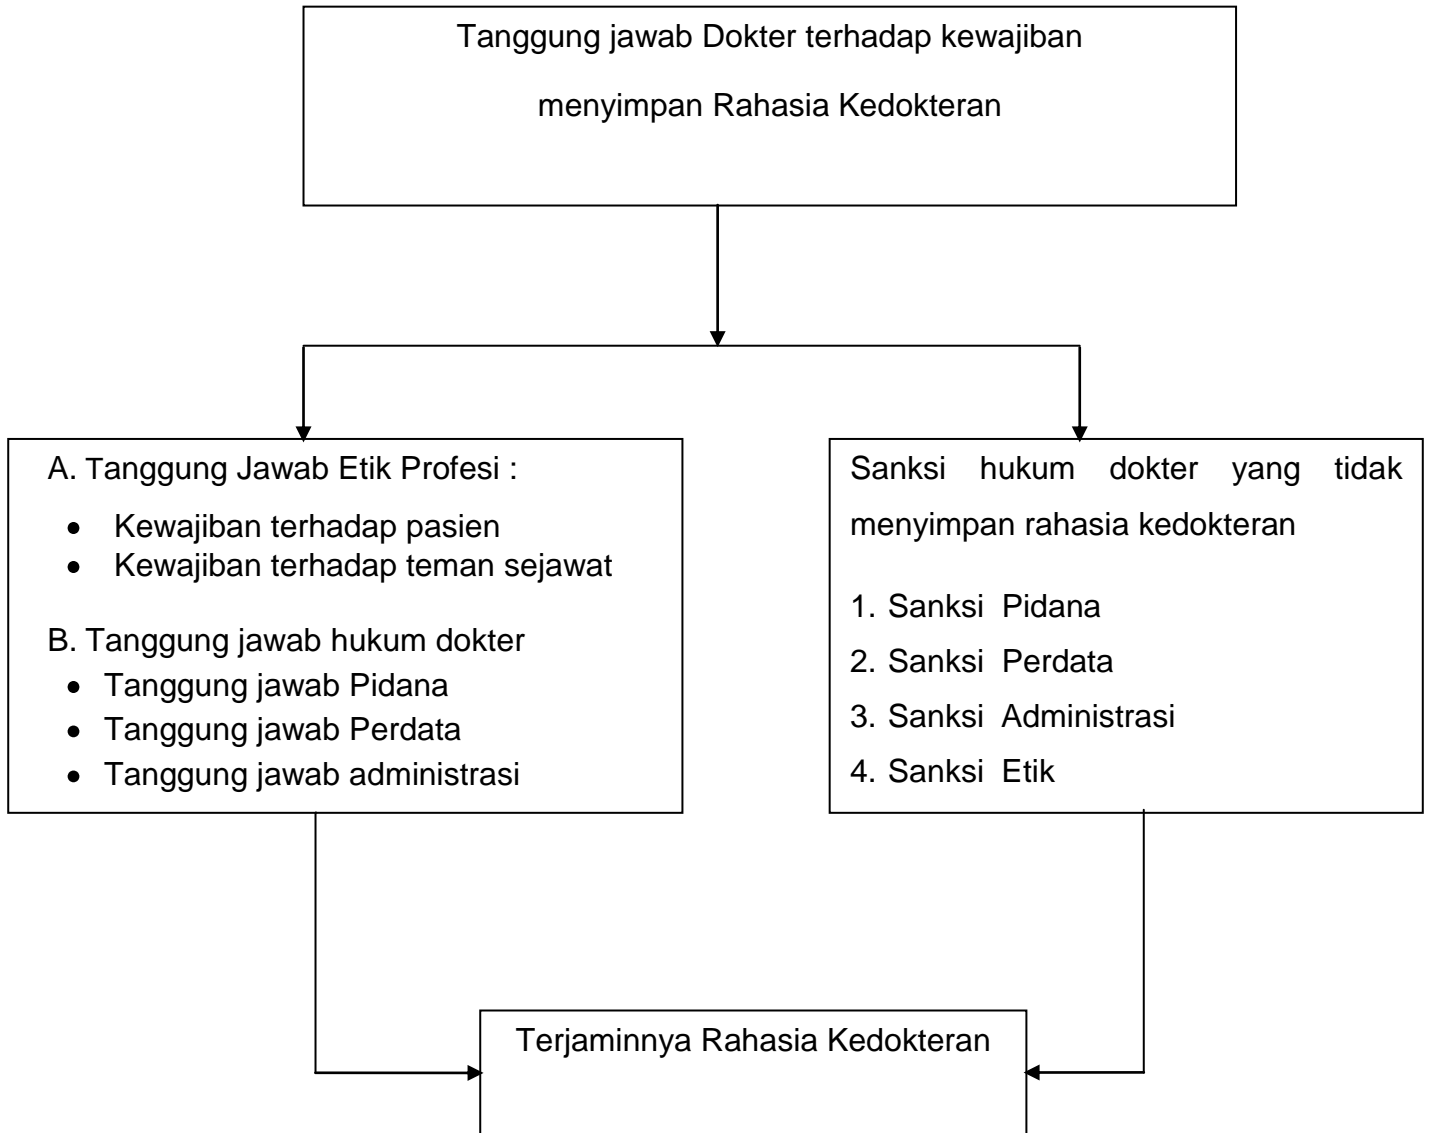 Tanggung jawab Dokter terhadap kewajiban
menyimpan Rahasia Kedokteran
A. Tanggung Jawab Etik Profesi :
• Kewajiban terhadap pasien
• Kewajiban terhadap teman sejawat
B. Tanggung jawab hukum dokter
• Tanggung jawab Pidana
• Tanggung jawab Perdata
• Tanggung jawab administrasi
Sanksi hukum dokter yang tidak
menyimpan rahasia kedokteran
1. Sanksi Pidana
2. Sanksi Perdata
3. Sanksi Administrasi
4. Sanksi Etik
Terjaminnya Rahasia Kedokteran